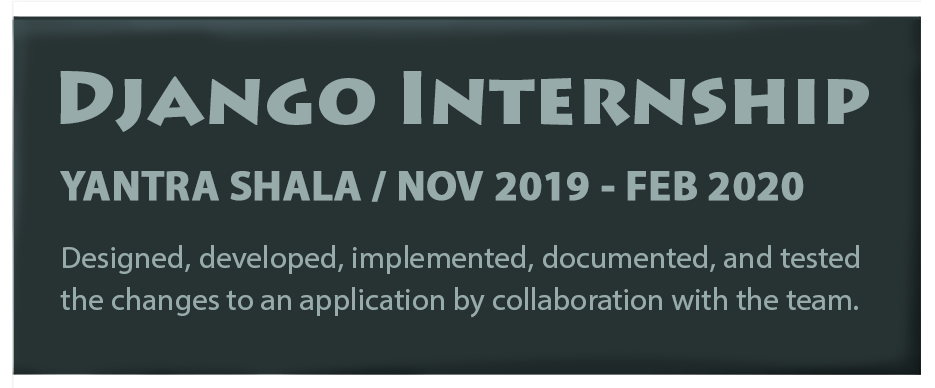 Django Internship
YANTRA SHALA / NOV 2019 - FEB 2020
Designed, developed, implemented, documented, and tested
the changes to an application by collaboration with the team.